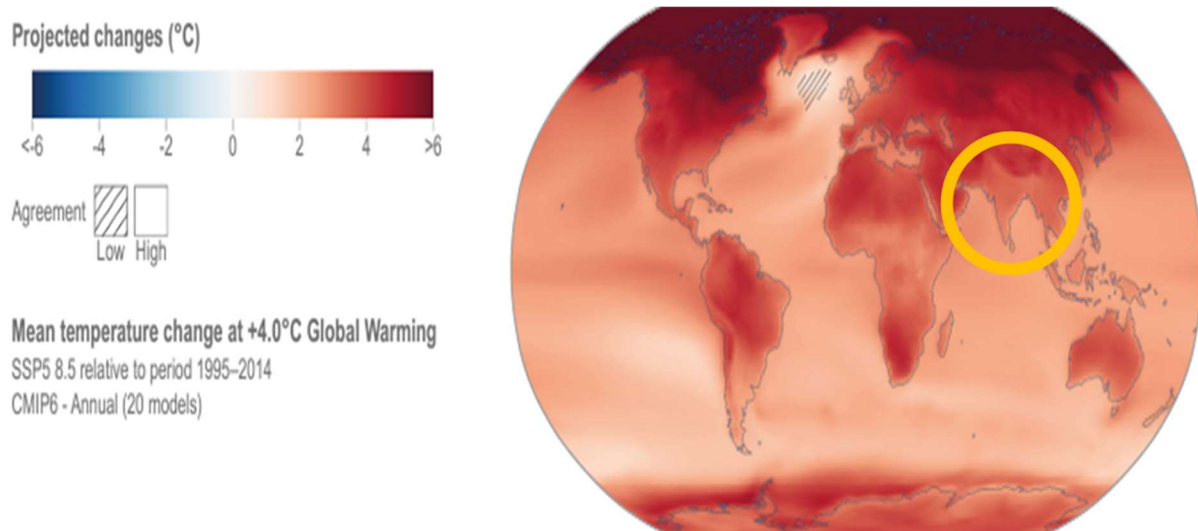 Projected changes (°C)
<-6 -4 -2 0 2 4 >6
Agreement
Low High
Mean temperature change at +4.0°C Global Warming
SSP5 8.5 relative to period 1995–2014
CMIP6 - Annual (20 models)